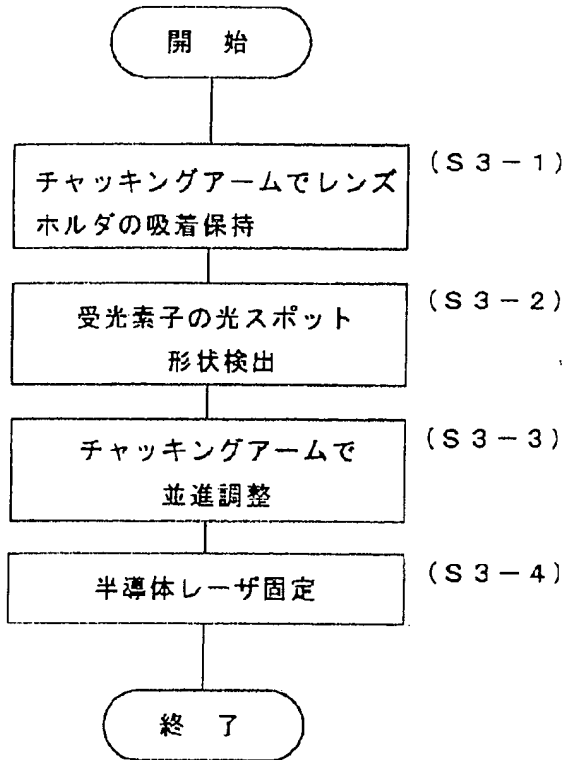 開 始
(S3-1)
チャッキングアームでレンズ
ホルダの吸着保持
(S3-2)
受光素子の光スポット
形状検出
(S3-3)
チャッキングアームで
並進調整
(S3-4)
半導体レーザ固定
終 了